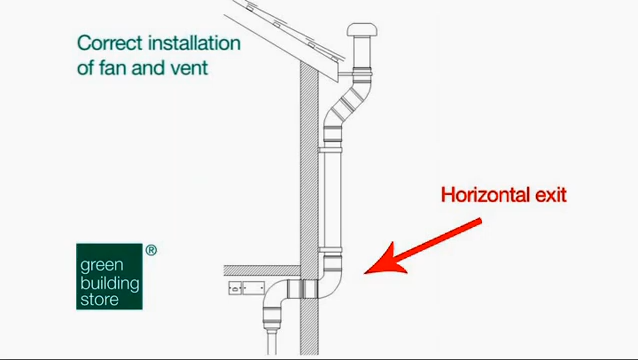 Correct installation
of fan and vent
Horizontal exit
green
building
store
®